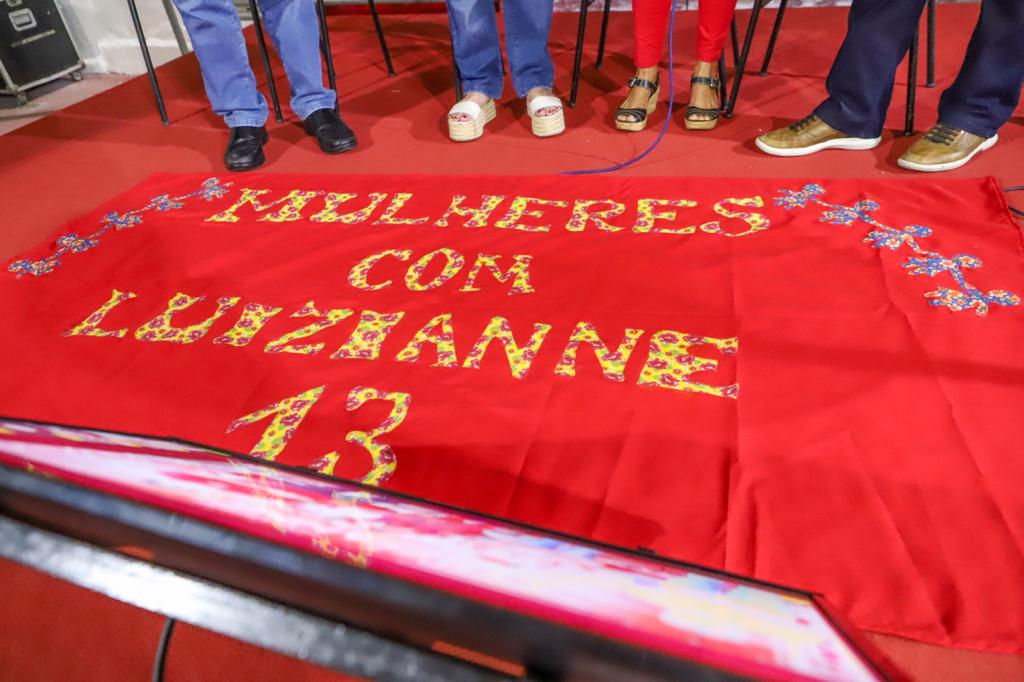 MULHERES
COM
LUIZIANNE
13